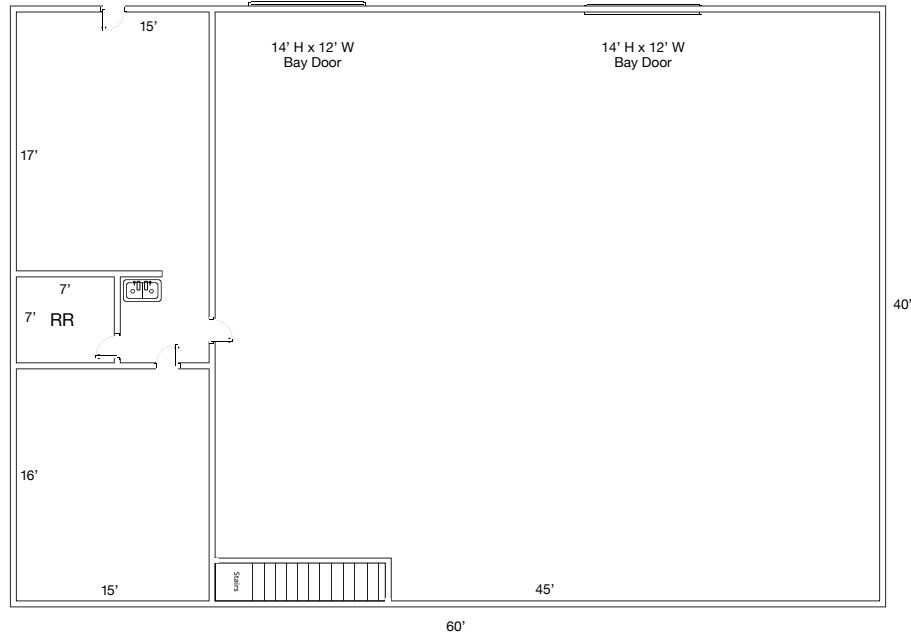 15’
14’ H x 12’ W
Bay Door
14’ H x 12’ W
Bay Door
17’
7’
7’ RR
40’
16’
Stairs
15’
45’
60’